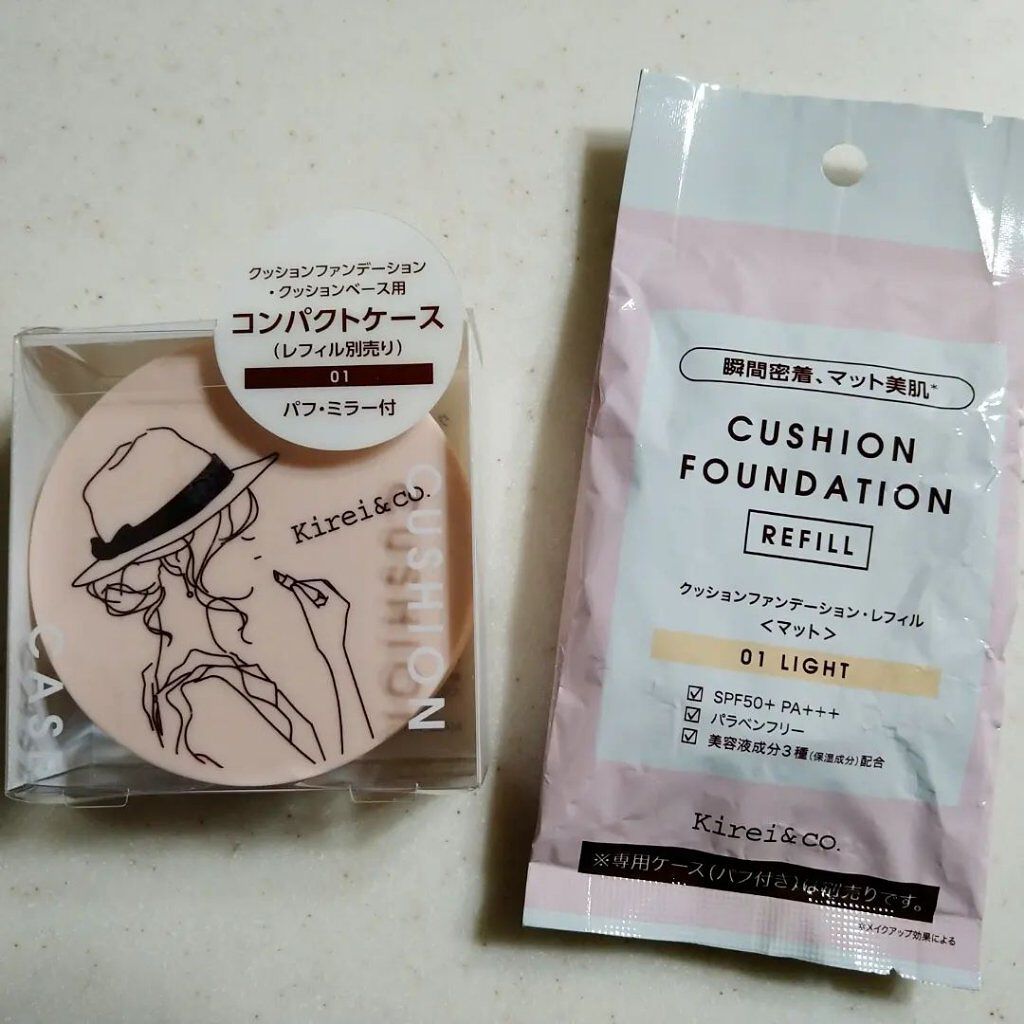 クッションファンデーション
・クッションベース用
コンパクトケース
(レフィル別売り)
01
パフ・ミラー付
Kirei&co.
CUSHION
CASE
瞬間密着、マット美肌*
CUSHION
FOUNDATION
REFILL
クッションファンデーション・レフィル
<マット>
01 LIGHT
☑ SPF50+ PA+++
☑ パラベンフリー
☑ 美容液成分3種(保湿成分)配合
Kirei&co.
※専用ケース(パフ付き)は別売りです。
※メイクアップ効果による